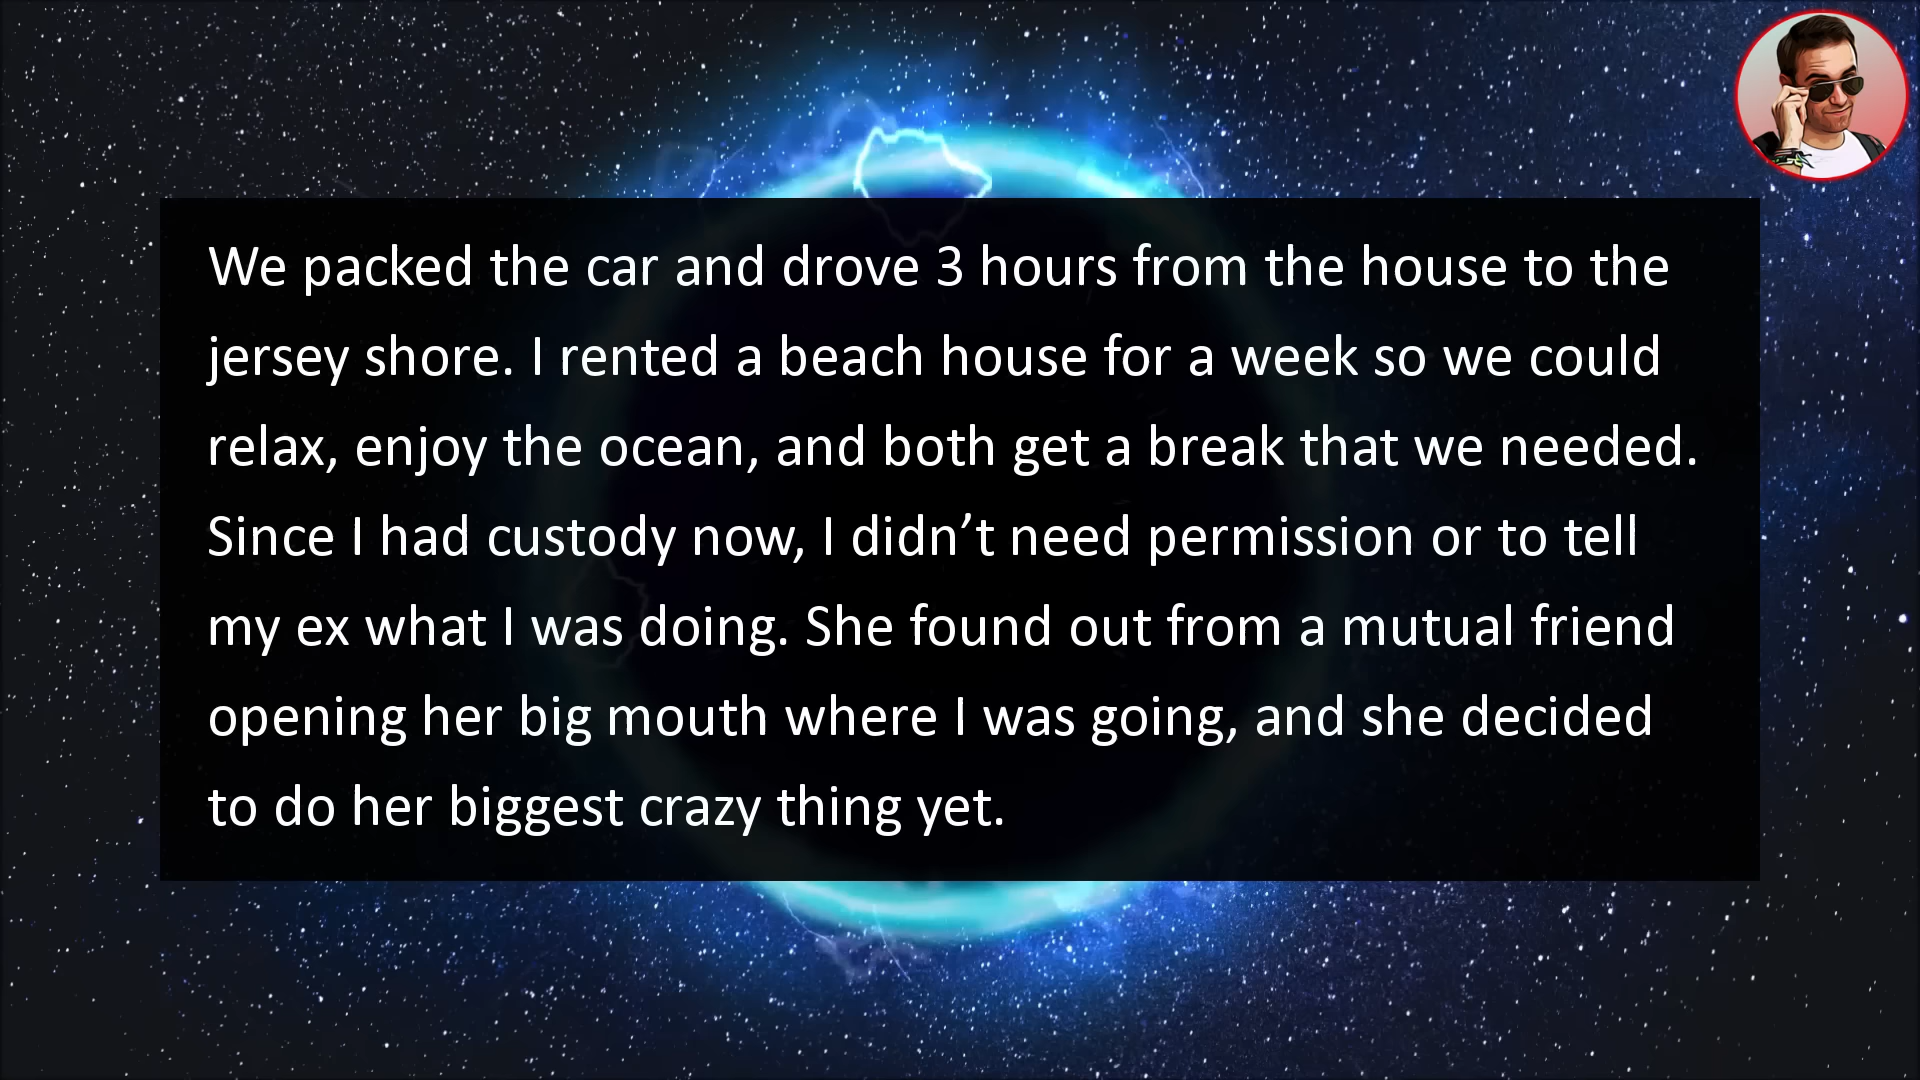 We packed the car and drove 3 hours from the house to the
jersey shore. I rented a beach house for a week so we could
relax, enjoy the ocean, and both get a break that we needed.
Since I had custody now, I didn’t need permission or to tell
my ex what I was doing. She found out from a mutual friend
opening her big mouth where I was going, and she decided
to do her biggest crazy thing yet.